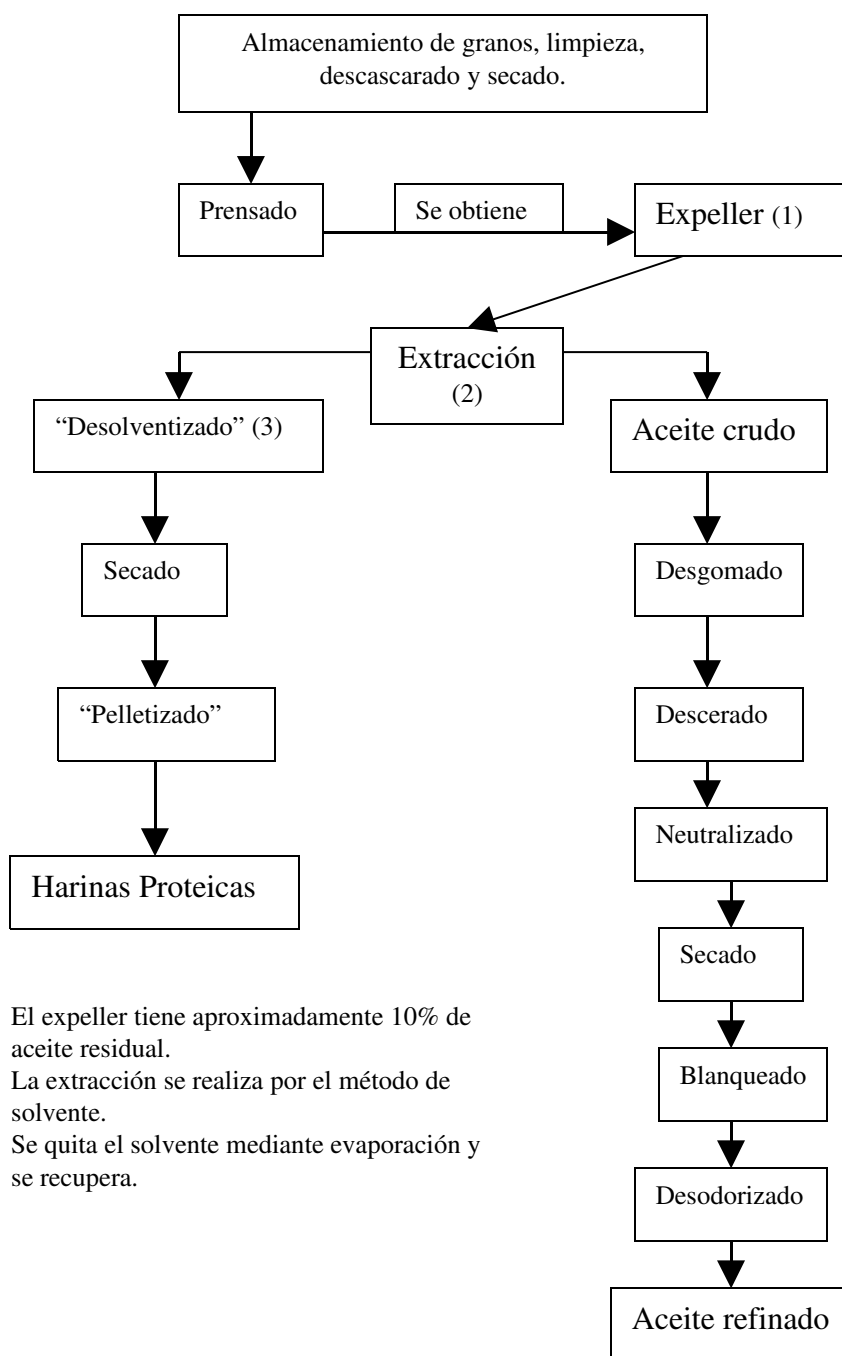 Almacenamiento de granos, limpieza,
descascarado y secado.
Prensado
Se obtiene
Expeller (1)
Extracción
(2)
“Desolventizado” (3)
Aceite crudo
Secado
Desgomado
“Pelletizado”
Descerado
Harinas Proteicas
Neutralizado
Secado
Blanqueado
Desodorizado
Aceite refinado
El expeller tiene aproximadamente 10% de
aceite residual.
La extracción se realiza por el método de
solvente.
Se quita el solvente mediante evaporación y
se recupera.